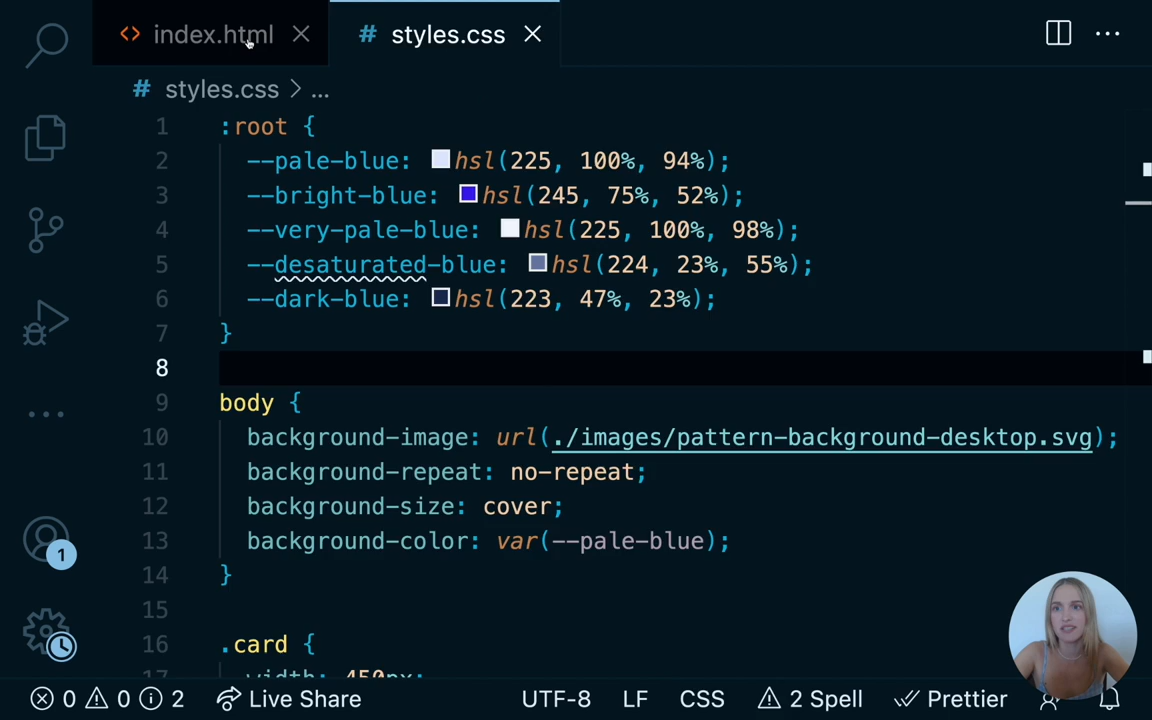 <> index.html
# styles.css
# styles.css > ...
1 :root {
2 --pale-blue: hsl(225, 100%, 94%);
3 --bright-blue: hsl(245, 75%, 52%);
4 --very-pale-blue: hsl(225, 100%, 98%);
5 --desaturated-blue: hsl(224, 23%, 55%);
6 --dark-blue: hsl(223, 47%, 23%);
7 }
8
9 body {
10 background-image: url(./images/pattern-background-desktop.svg);
11 background-repeat: no-repeat;
12 background-size: cover;
13 background-color: var(--pale-blue);
14 }
15
16 .card {
17 width: 450px;
1
0 0 2 Live Share UTF-8 LF CSS 2 Spell Prettier